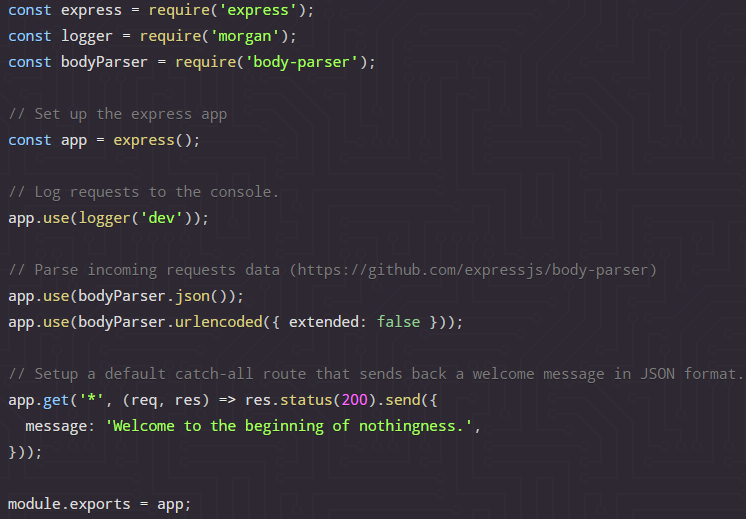 const express = require('express');
const logger = require('morgan');
const bodyParser = require('body-parser');

// Set up the express app
const app = express();

// Log requests to the console.
app.use(logger('dev'));

// Parse incoming requests data (https://github.com/expressjs/body-parser)
app.use(bodyParser.json());
app.use(bodyParser.urlencoded({ extended: false }));

// Setup a default catch-all route that sends back a welcome message in JSON format.
app.get('*', (req, res) => res.status(200).send({
  message: 'Welcome to the beginning of nothingness.',
}));

module.exports = app;